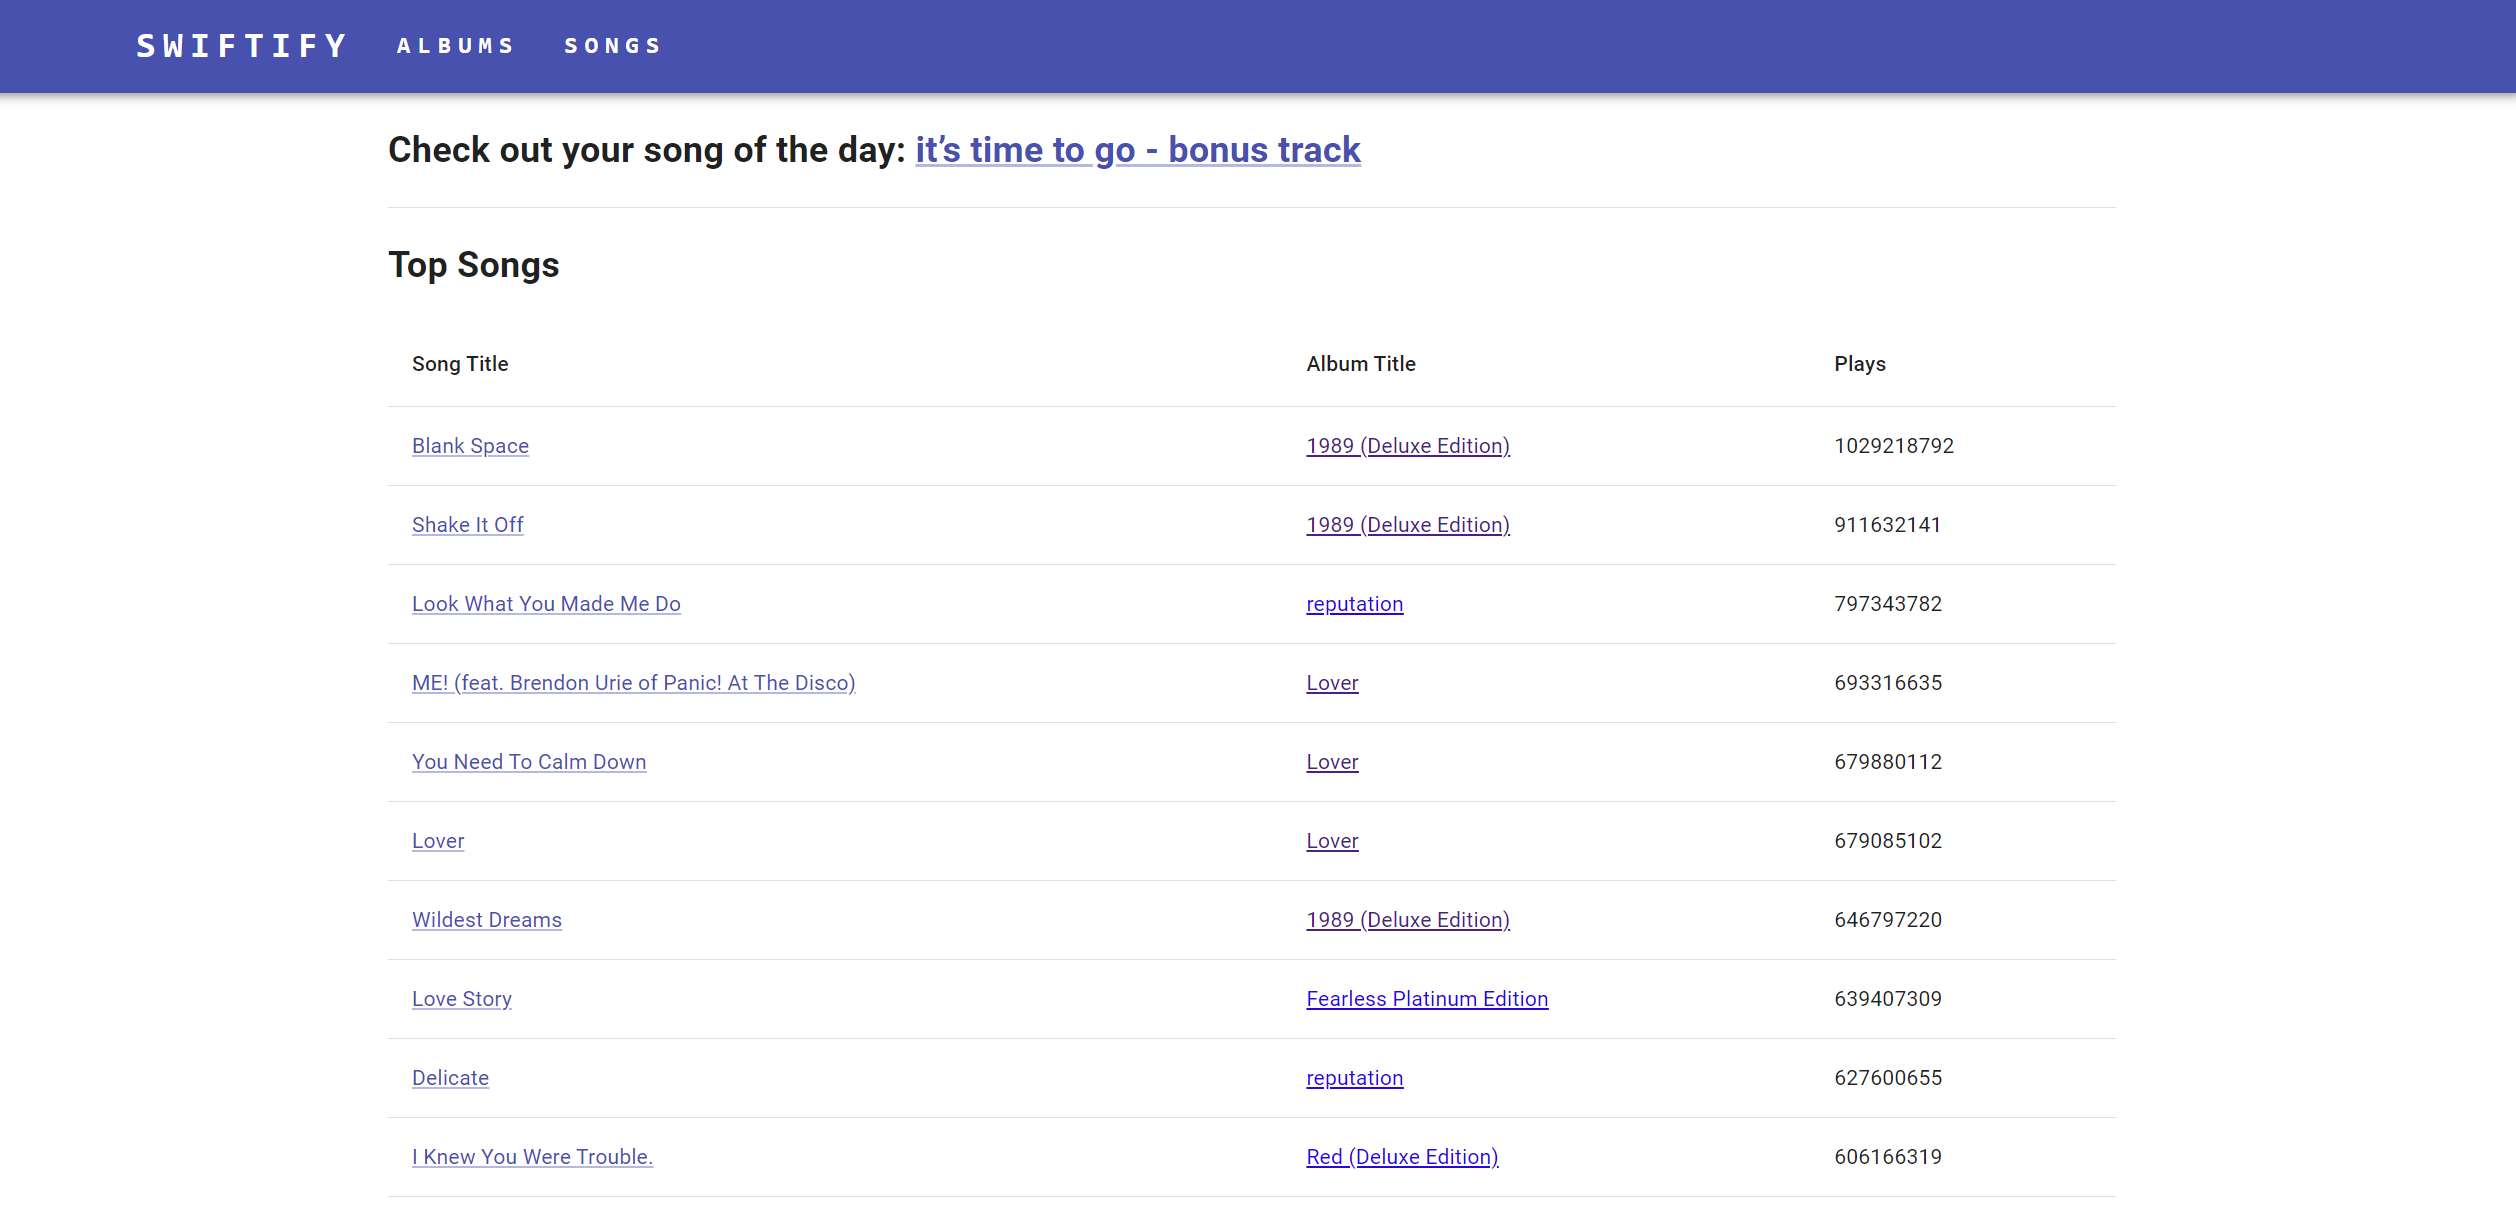 SWIFTIFY ALBUMS SONGS
Check out your song of the day: it’s time to go - bonus track
Top Songs
Song Title Album Title Plays
Blank Space 1989 (Deluxe Edition) 1029218792
Shake It Off 1989 (Deluxe Edition) 911632141
Look What You Made Me Do reputation 797343782
ME! (feat. Brendon Urie of Panic! At The Disco) Lover 693316635
You Need To Calm Down Lover 679880112
Lover Lover 679085102
Wildest Dreams 1989 (Deluxe Edition) 646797220
Love Story Fearless Platinum Edition 639407309
Delicate reputation 627600655
I Knew You Were Trouble. Red (Deluxe Edition) 606166319